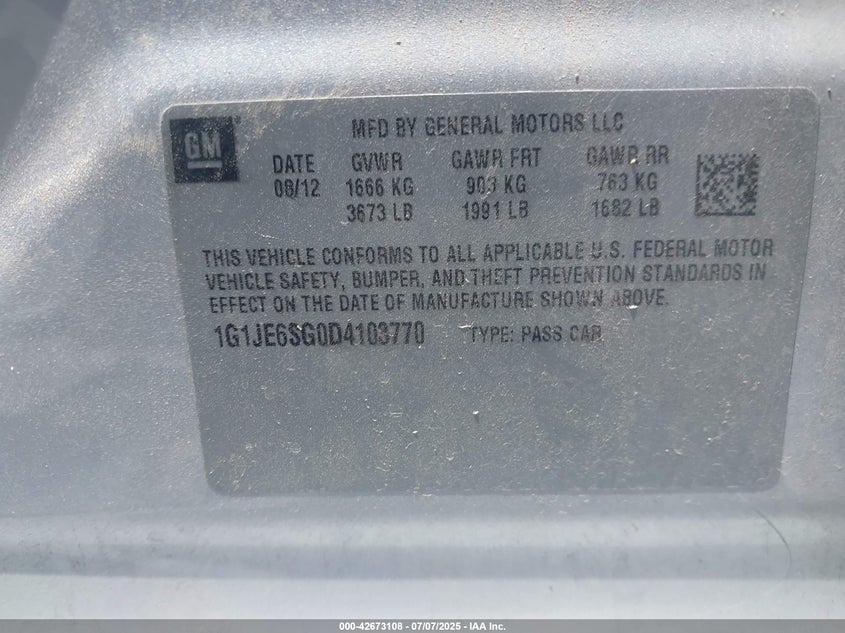 GM
MFD BY GENERAL MOTORS LLC
DATE GVWR GAWR FRT GAWR RR
08/12 1666 KG 903 KG 763 KG
3673 LB 1991 LB 1682 LB
THIS VEHICLE CONFORMS TO ALL APPLICABLE U.S. FEDERAL MOTOR
VEHICLE SAFETY, BUMPER, AND THEFT PREVENTION STANDARDS IN
EFFECT ON THE DATE OF MANUFACTURE SHOWN ABOVE.
1G1JE6SG0D4103770 TYPE: PASS CAR
000-42673108 - 07/07/2025 - IAA Inc.